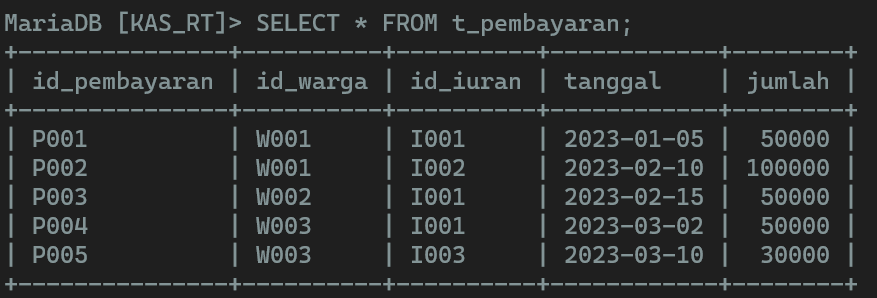 MariaDB [KAS_RT]> SELECT * FROM t_pembayaran;
+---------------+----------+----------+------------+--------+
| id_pembayaran | id_warga | id_iuran | tanggal    | jumlah |
+---------------+----------+----------+------------+--------+
| P001          | W001     | I001     | 2023-01-05 |  50000 |
| P002          | W001     | I002     | 2023-02-10 | 100000 |
| P003          | W002     | I001     | 2023-02-15 |  50000 |
| P004          | W003     | I001     | 2023-03-02 |  50000 |
| P005          | W003     | I003     | 2023-03-10 |  30000 |
+---------------+----------+----------+------------+--------+